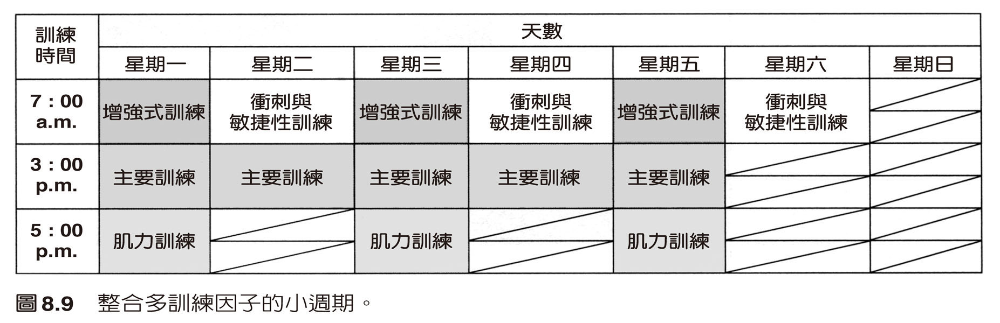 訓練
時間
天數
星期一 星期二 星期三 星期四 星期五 星期六 星期日
7：00
a.m.
增強式訓練
衝刺與
敏捷性訓練
增強式訓練
衝刺與
敏捷性訓練
增強式訓練
衝刺與
敏捷性訓練
3：00
p.m.
主要訓練 主要訓練 主要訓練 主要訓練 主要訓練
5：00
p.m.
肌力訓練 肌力訓練 肌力訓練
圖8.9 整合多訓練因子的小週期。